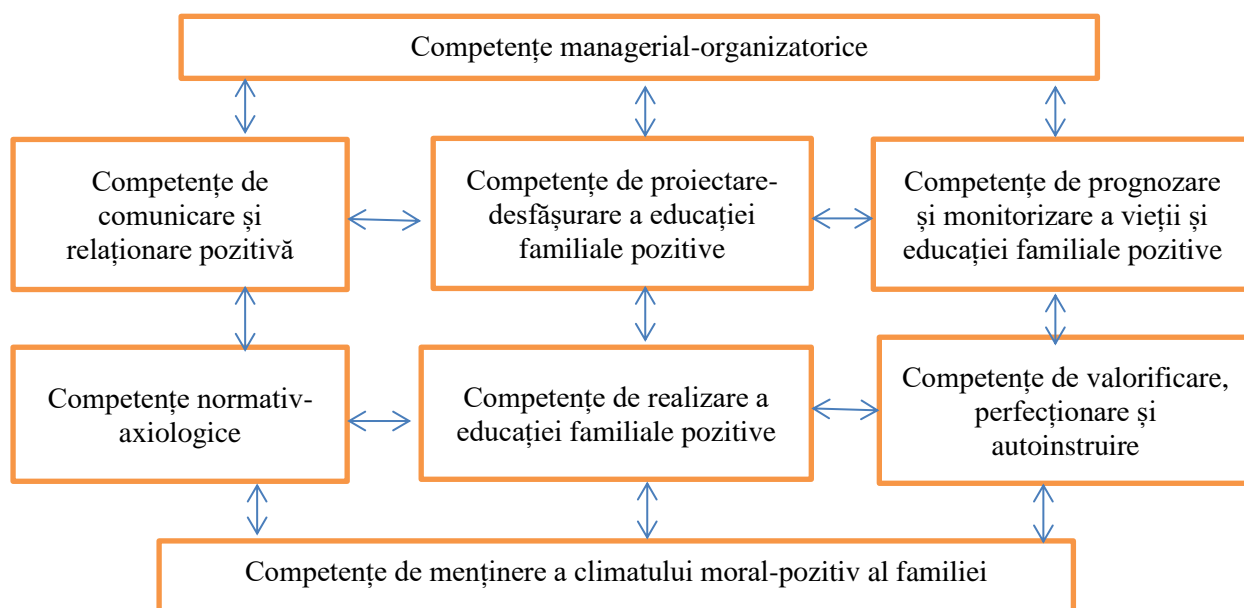 Competențe managerial-organizatorice
Competențe de
comunicare și
relaționare pozitivă
Competențe de proiectare-
desfășurare a educației
familiale pozitive
Competențe de prognozare
și monitorizare a vieții și
educației familiale pozitive
Competențe normativ-
axiologice
Competențe de realizare a
educației familiale pozitive
Competențe de valorificare,
perfecționare și
autoinstruire
Competențe de menținere a climatului moral-pozitiv al familiei